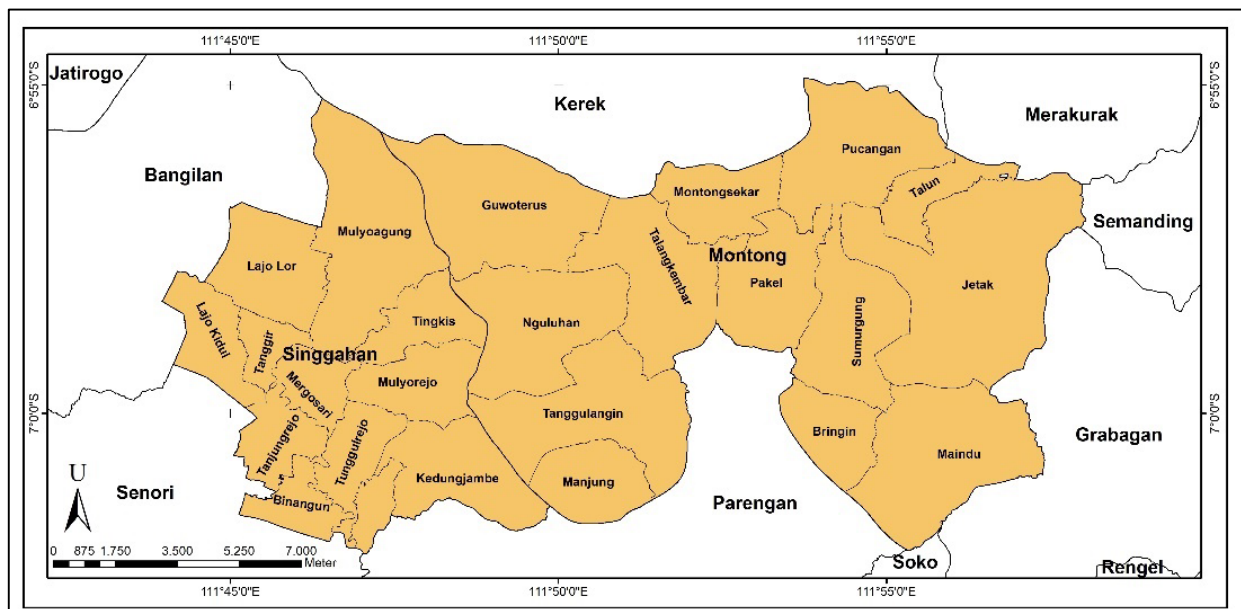 111°45'0"E
111°50'0"E
111°55'0"E
6°55'0"S
6°55'0"S
Jatirogo
Kerek
Merakurak
Pucangan
Bangilan
Talun
Montongsekar
Guwoterus
Semanding
Mulyoagung
Talangkembar
Montong
Lajo Lor
Pakel
Jetak
Lajo Kidul
Tingkis
Nguluhan
Sumurgung
Tanggir
Singgahan
Mergosari
Mulyorejo
7°0'0"S
7°0'0"S
Tanggulangin
Bringin
Grabagan
Tanjungrejo
Tunggulrejo
Maindu
U
Kedungjambe
Manjung
Senori
Binangun
Parengan
0 875 1.750 3.500 5.250 7.000
Meter
Soko
Rengel
111°45'0"E
111°50'0"E
111°55'0"E